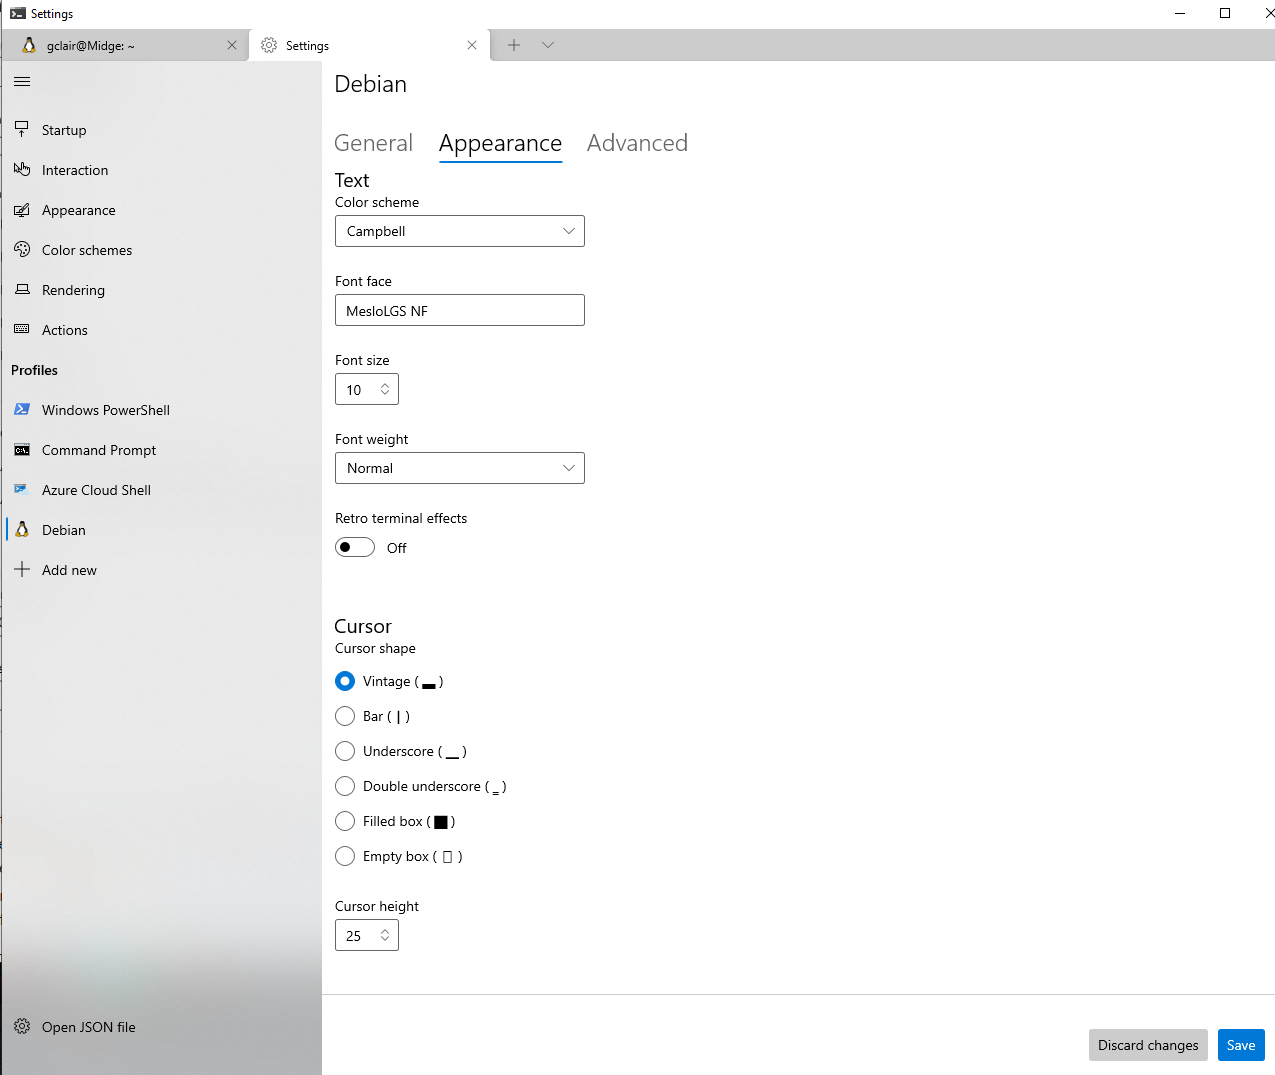 Settings
gclair@Midge: ~
Settings
Startup
Interaction
Appearance
Color schemes
Rendering
Actions
Profiles
Windows PowerShell
Command Prompt
Azure Cloud Shell
Debian
Add new
Open JSON file
Debian
General Appearance Advanced
Text
Color scheme
Campbell
Font face
MesloLGS NF
Font size
10
Font weight
Normal
Retro terminal effects
Off
Cursor
Cursor shape
Vintage ( ▂ )
Bar ( ┃ )
Underscore ( ▁ )
Double underscore ( ‗ )
Filled box ( █ )
Empty box ( ▯ )
Cursor height
25
Discard changes Save